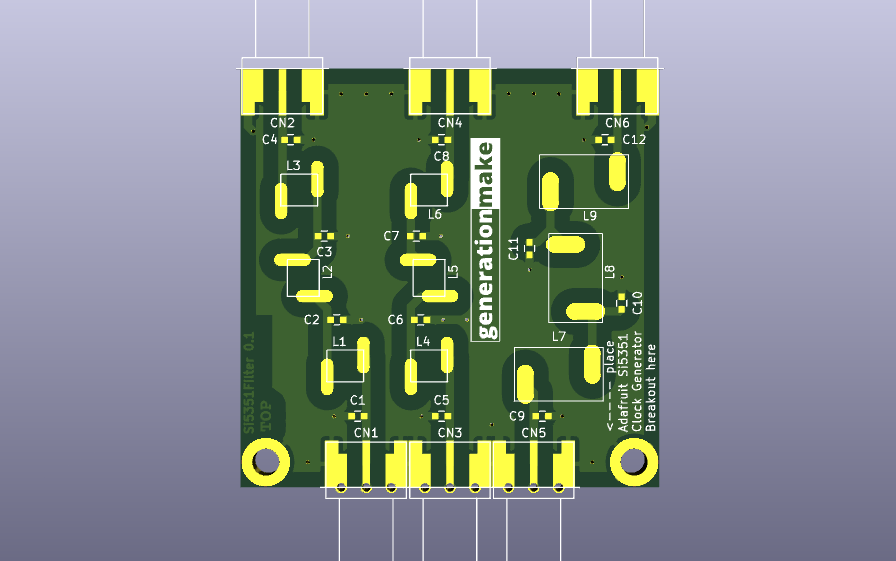 CN2
CN4
CN6
C4
C12
C8
L3
L6
L9
C7
C11
C3
L2
L5
L8
C10
C2
C6
generationmake
L1
L4
L7
Si5351Filter 0.1
TOP
<----- place
Adafruit Si5351
Clock Generator
Breakout here
C1
C5
C9
CN1
CN3
CN5